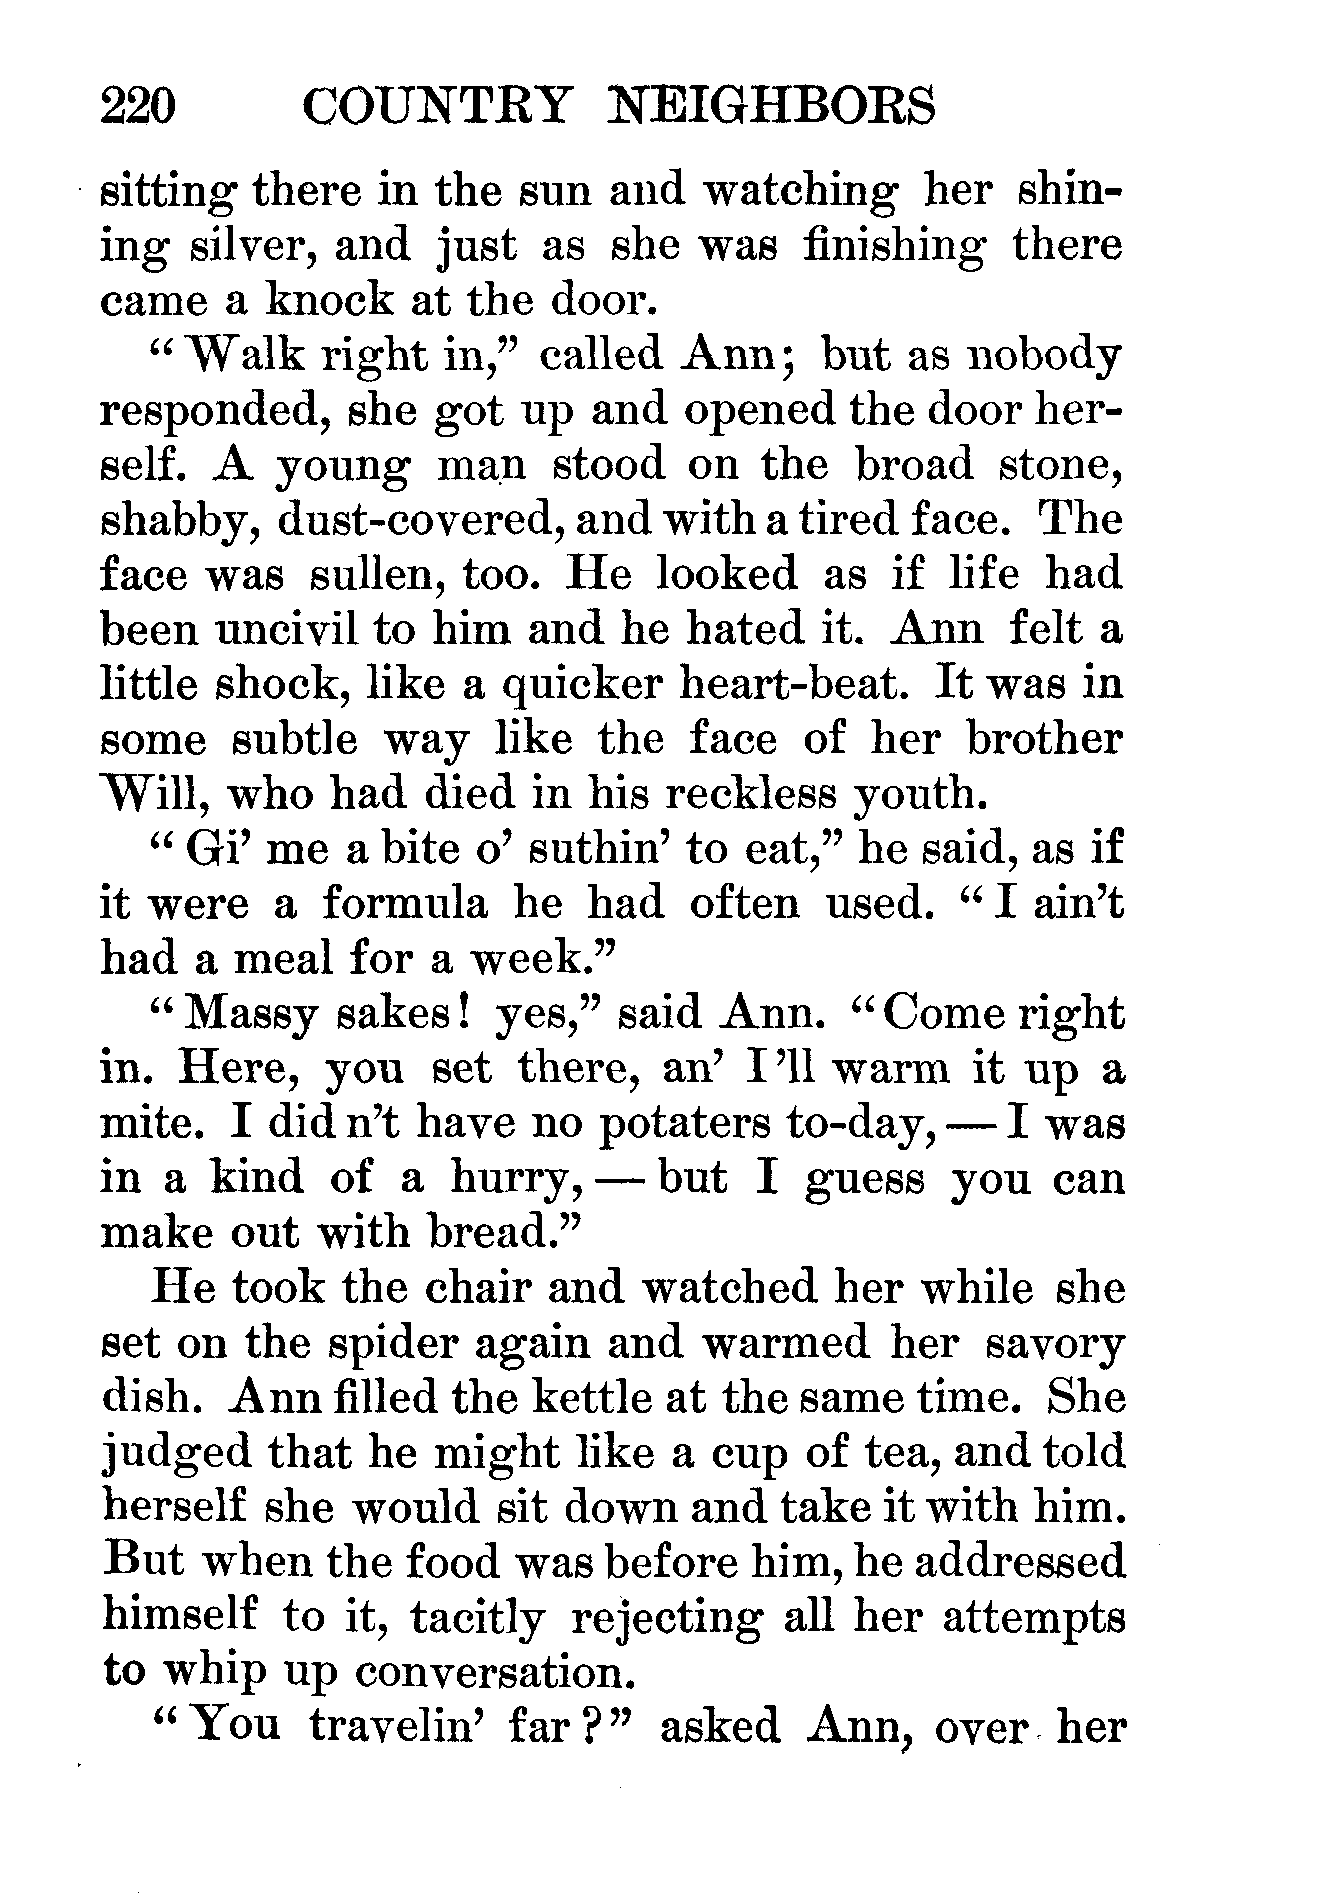 220 COUNTRY NEIGHBORS
sitting there in the sun and watching her shin-
ing silver, and just as she was finishing there
came a knock at the door.
“Walk right in,” called Ann; but as nobody
responded, she got up and opened the door her-
self. A young man stood on the broad stone,
shabby, dust-covered, and with a tired face. The
face was sullen, too. He looked as if life had
been uncivil to him and he hated it. Ann felt a
little shock, like a quicker heart-beat. It was in
some subtle way like the face of her brother
Will, who had died in his reckless youth.
“Gi’ me a bite o’ suthin’ to eat,” he said, as if
it were a formula he had often used. “I ain’t
had a meal for a week.”
“Massy sakes! yes,” said Ann. “Come right
in. Here, you set there, an’ I ’ll warm it up a
mite. I did n’t have no potaters to-day,—I was
in a kind of a hurry,—but I guess you can
make out with bread.”
He took the chair and watched her while she
set on the spider again and warmed her savory
dish. Ann filled the kettle at the same time. She
judged that he might like a cup of tea, and told
herself she would sit down and take it with him.
But when the food was before him, he addressed
himself to it, tacitly rejecting all her attempts
to whip up conversation.
“You travelin’ far?” asked Ann, over her